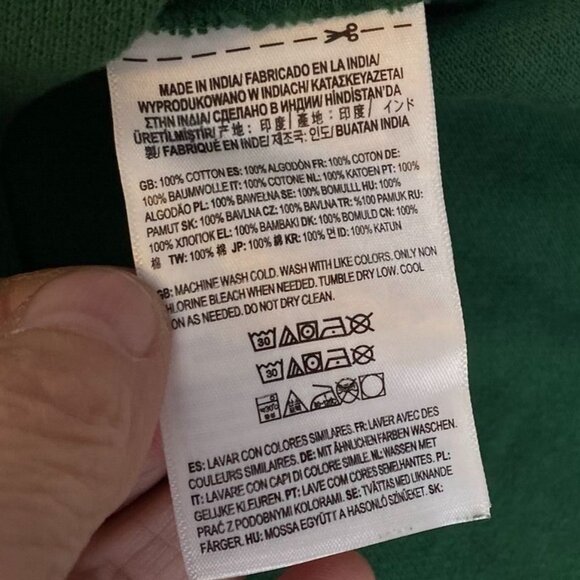 MADE IN INDIA/ FABRICADO EN LA INDIA/
WYPRODUKOWANO W INDIACH/ ΚΑΤΑΣΚΕΥΑΖΕΤΑΙ
ΣΤΗΝ ΙΝΔΙΑ/ СДЕЛАНО В ИНДИИ/ HİNDİSTAN'DA
ÜRETİLMİŞTİR/ 产地: 印度/ 產地: 印度/ インド
製/ FABRIQUÉ EN INDE/ 제조국: 인도/ BUATAN INDIA
GB: 100% COTTON ES: 100% ALGODÓN FR: 100% COTON DE:
100% BAUMWOLLE IT: 100% COTONE NL: 100% KATOEN PT: 100%
ALGODÃO PL: 100% BAWEŁNA SE: 100% BOMULL HU: 100%
PAMUT SK: 100% BAVLNA CZ: 100% BAVLNA TR: %100 PAMUK RU:
100% ХЛОПОК EL: 100% ΒΑΜΒΑΚΙ DK: 100% BOMULD CN: 100%
棉 TW: 100% 棉 JP: 100% 綿 KR: 100% 면 ID: 100% KATUN
GB: MACHINE WASH COLD. WASH WITH LIKE COLORS. ONLY NON
CHLORINE BLEACH WHEN NEEDED. TUMBLE DRY LOW. COOL
ON AS NEEDED. DO NOT DRY CLEAN.
30
30
ES: LAVAR CON COLORES SIMILARES. FR: LAVER AVEC DES
COULEURS SIMILAIRES. DE: MIT ÄHNLICHEN FARBEN WASCHEN.
IT: LAVARE CON CAPI DI COLORE SIMILE. NL: WASSEN MET
GELIJKE KLEUREN. PT: LAVE COM CORES SEMELHANTES. PL:
PRAĆ Z PODOBNYMI KOLORAMI. SE: TVÄTTAS MED LIKNANDE
FÄRGER. HU: MOSSA EGYÜTT A HASONLÓ SZÍNŰEKET. SK: